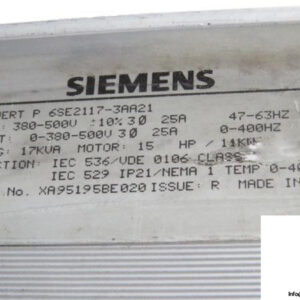 SIEMENS
VERT P 6SE2117-3AA21
: 380-500V ±10% 3Ø 25A 47-63HZ
T: 0-380-500V 3Ø 25A 0-400HZ
G: 17KVA MOTOR: 15 HP / 11KW
CTION: IEC 536/VDE 0106 CLASS
IEC 529 IP21/NEMA 1 TEMP 0-40
No. XA95195BE020 ISSUE: R MADE IN